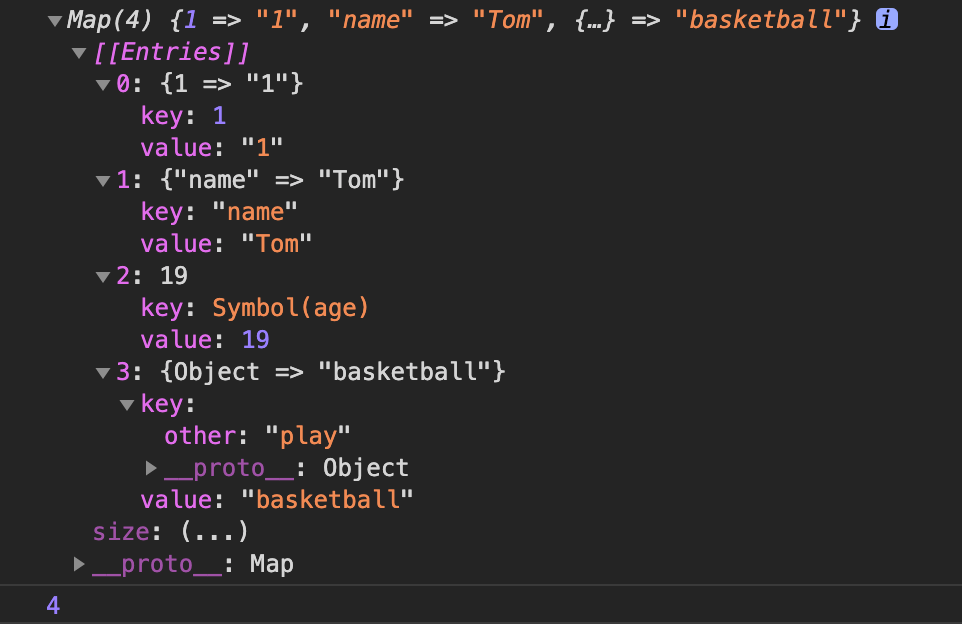 ▼Map(4) {1 => "1", "name" => "Tom", {…} => "basketball"} i
▼[[Entries]]
▼0: {1 => "1"}
key: 1
value: "1"
▼1: {"name" => "Tom"}
key: "name"
value: "Tom"
▼2: 19
key: Symbol(age)
value: 19
▼3: {Object => "basketball"}
▼key:
other: "play"
▶__proto__: Object
value: "basketball"
size: (...)
▶__proto__: Map
4